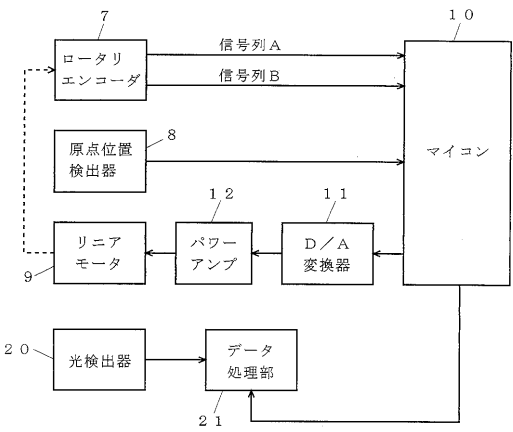 7
10
ロータリ
エンコーダ
信号列A
信号列B
8
原点位置
検出器
マイコン
12
11
リニア
モータ
パワー
アンプ
D/A
変換器
9
20
光検出器
データ
処理部
21